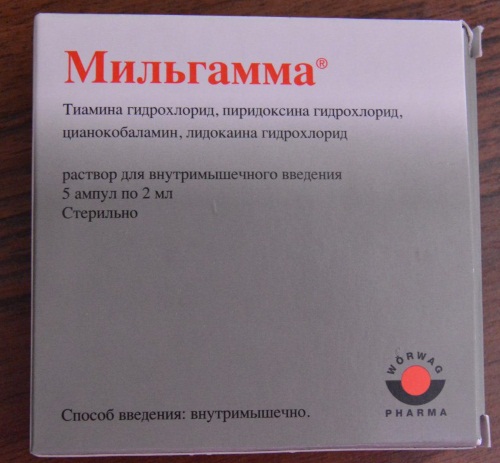 Мильгамма®
Тиамина гидрохлорид, пиридоксина гидрохлорид,
цианокобаламин, лидокаина гидрохлорид
раствор для внутримышечного введения
5 ампул по 2 мл
Стерильно
WÖRWAG
PHARMA
Способ введения: внутримышечно.